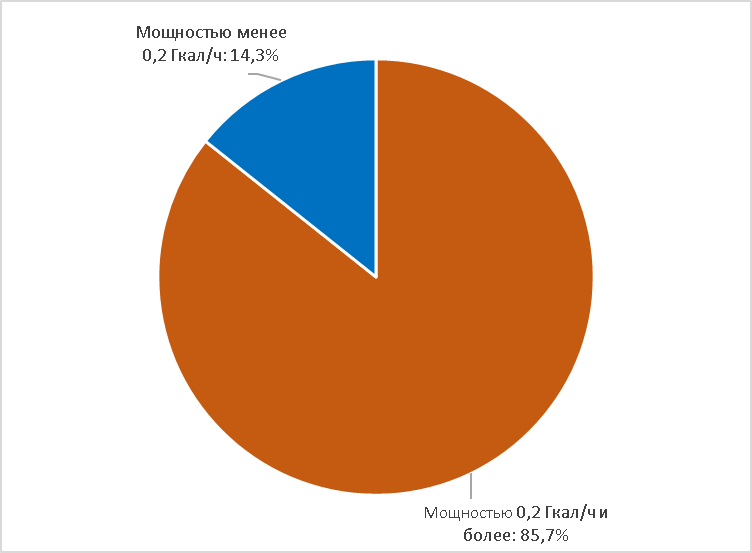 Мощностью менее
0,2 Гкал/ч: 14,3%
Мощностью 0,2 Гкал/ч и
более: 85,7%